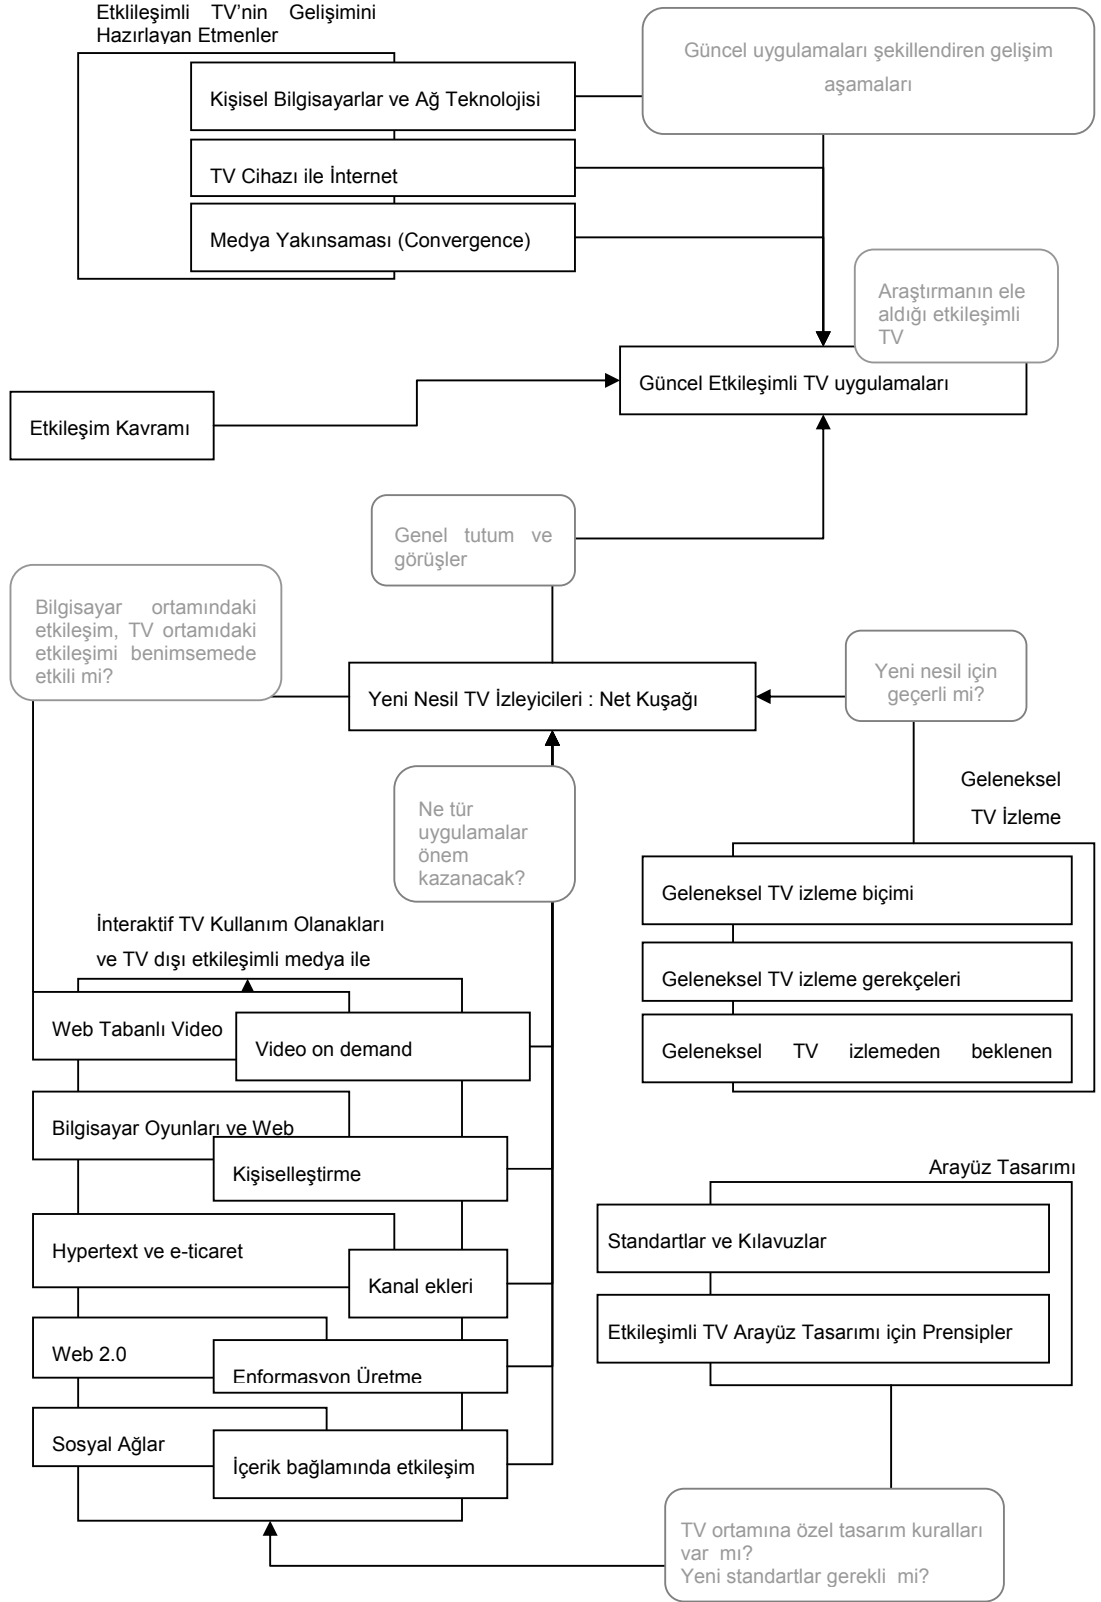 Etklileşimli TV'nin Gelişimini
Hazırlayan Etmenler
Güncel uygulamaları şekillendiren gelişim
aşamaları
Kişisel Bilgisayarlar ve Ağ Teknolojisi
TV Cihazı ile İnternet
Medya Yakınsaması (Convergence)
Araştırmanın ele
aldığı etkileşimli
TV
Güncel Etkileşimli TV uygulamaları
Etkileşim Kavramı
Genel tutum ve
görüşler
Bilgisayar ortamındaki
etkileşim, TV ortamıdaki
etkileşimi benimsemede
etkili mi?
Yeni nesil için
geçerli mi?
Yeni Nesil TV İzleyicileri : Net Kuşağı
Geleneksel
TV İzleme
Ne tür
uygulamalar
önem
kazanacak?
Geleneksel TV izleme biçimi
Geleneksel TV izleme gerekçeleri
Geleneksel TV izlemeden beklenen
İnteraktif TV Kullanım Olanakları
ve TV dışı etkileşimli medya ile
Web Tabanlı Video
Video on demand
Bilgisayar Oyunları ve Web
Kişiselleştirme
Hypertext ve e-ticaret
Kanal ekleri
Web 2.0
Enformasyon Üretme
Sosyal Ağlar
İçerik bağlamında etkileşim
Arayüz Tasarımı
Standartlar ve Kılavuzlar
Etkileşimli TV Arayüz Tasarımı için Prensipler
TV ortamına özel tasarım kuralları
var mı?
Yeni standartlar gerekli mi?